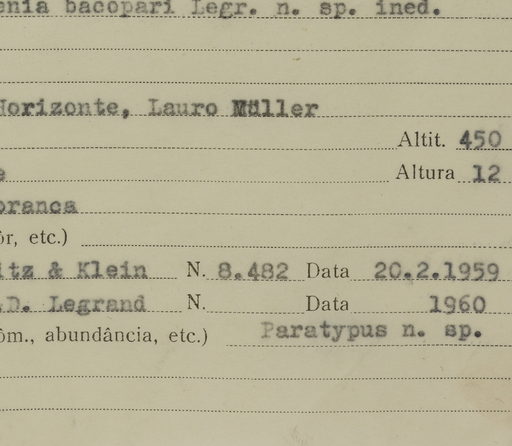 enia bacopari Legr. n. sp. ined.
Horizonte, Lauro Müller
Altit. 450
e
Altura 12
branca
ôr, etc.)
itz & Klein N. 8.482 Data 20.2.1959
.D. Legrand N. Data 1960
ôm., abundância, etc.) Paratypus n. sp.